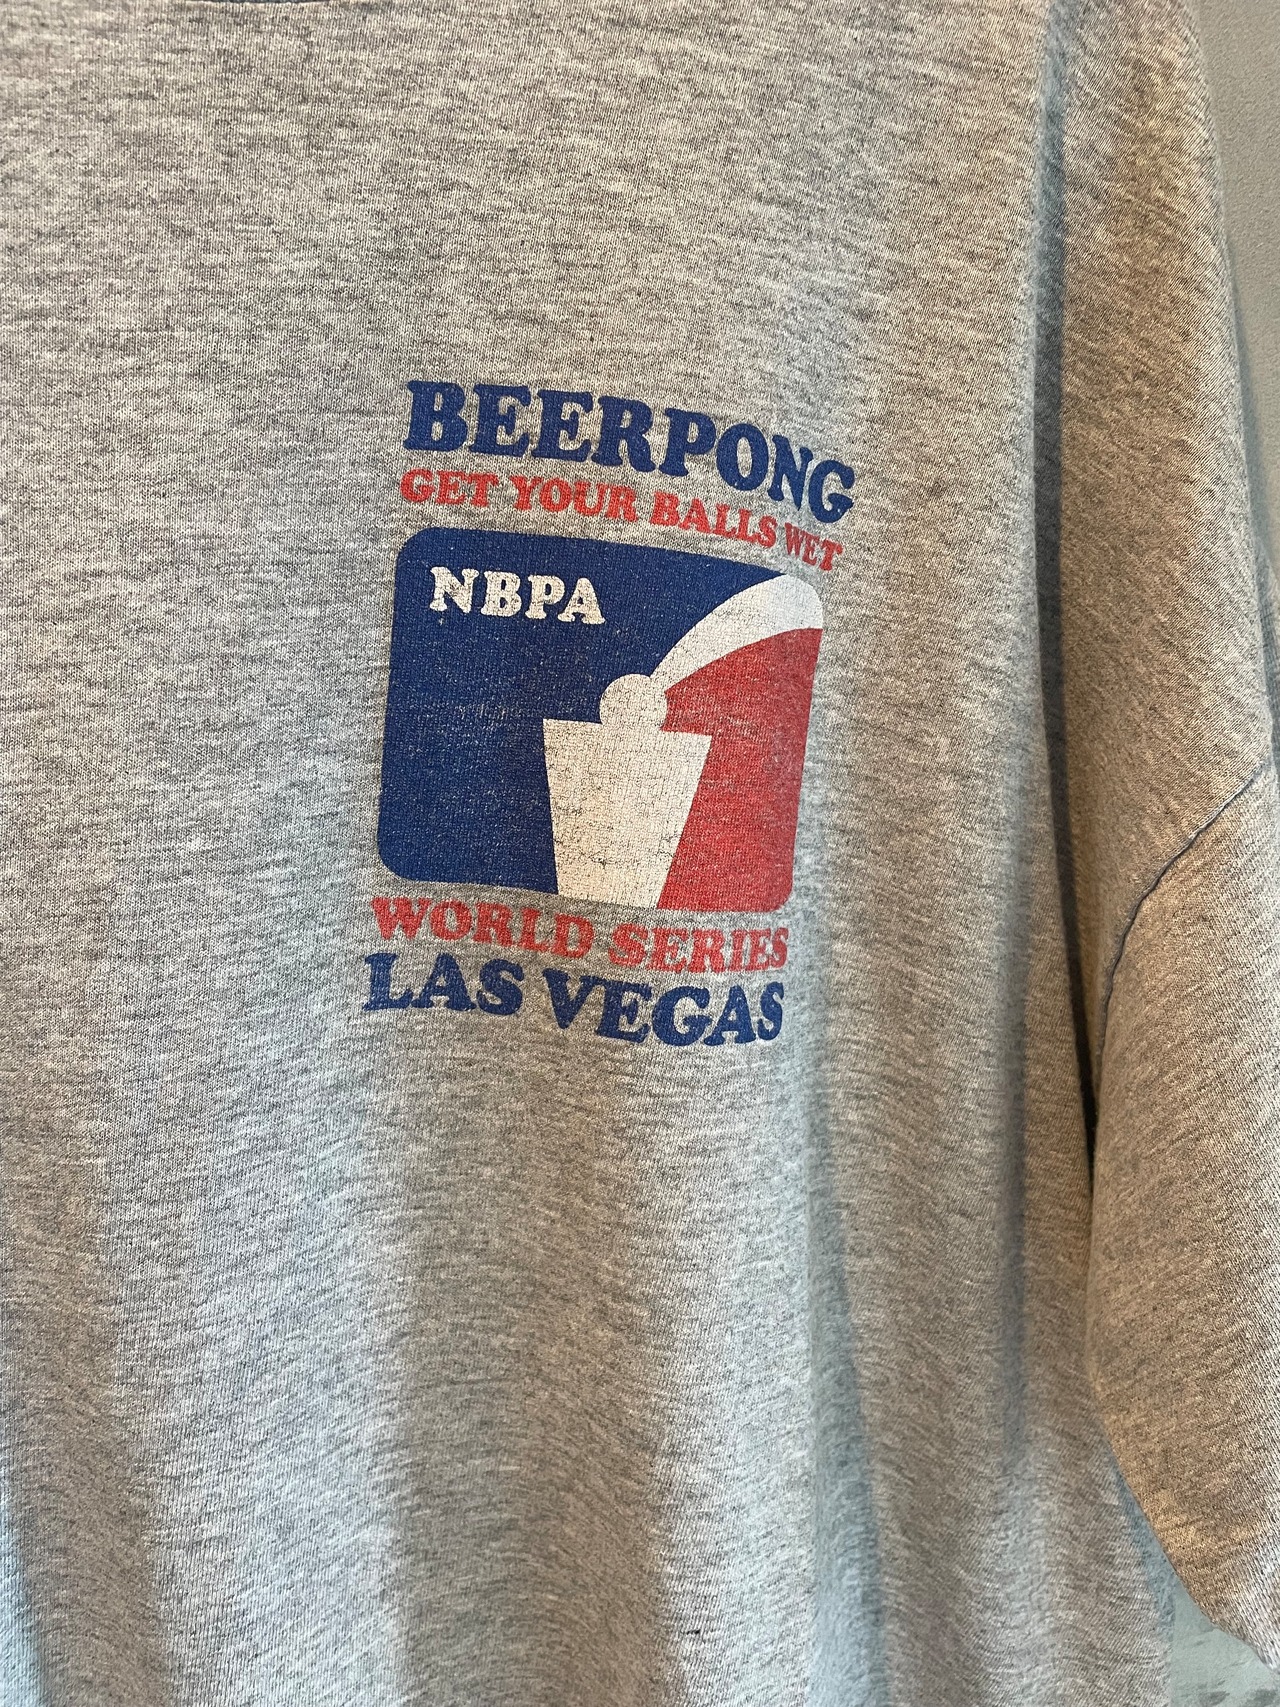 BEERPONG
GET YOUR BALLS WET
NBPA
WORLD SERIES
LAS VEGAS